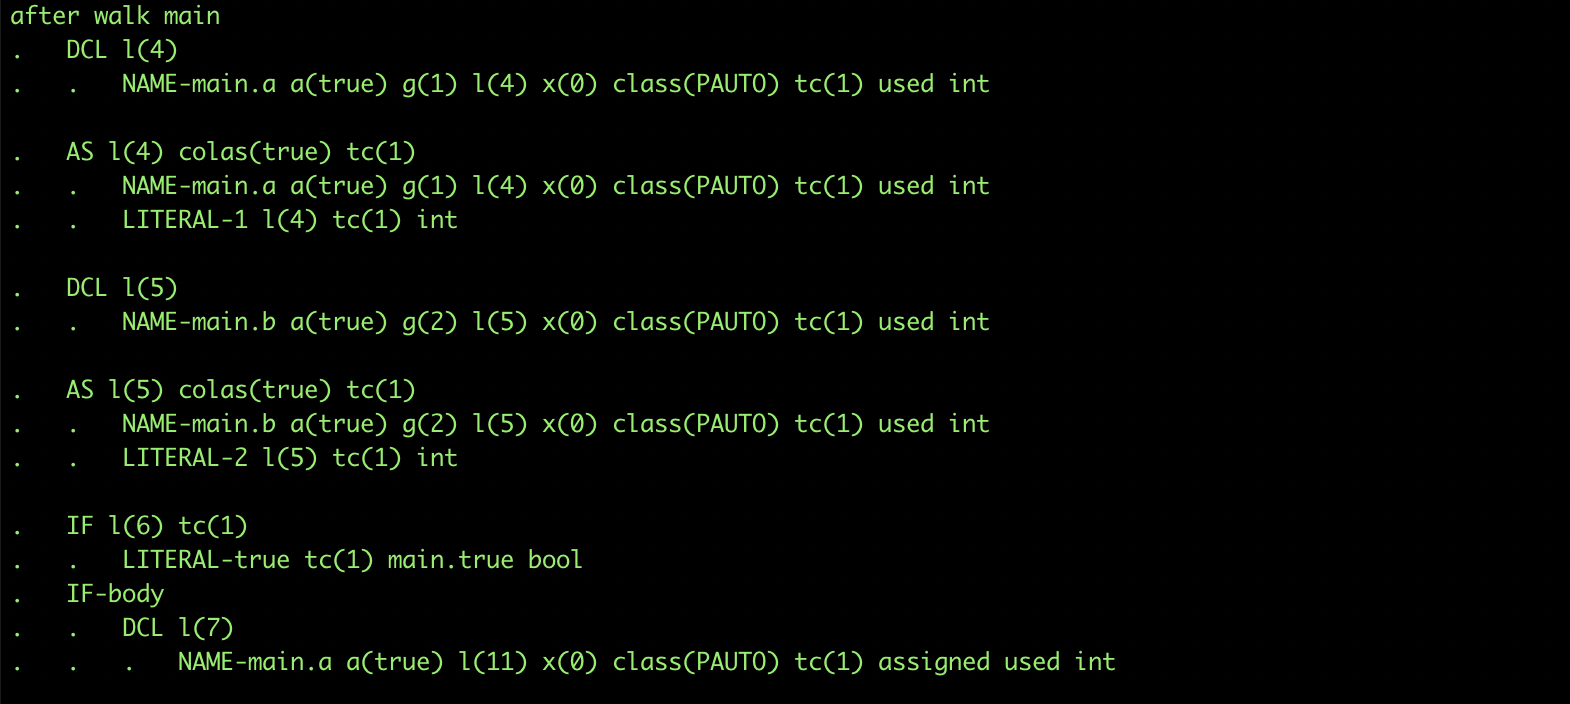 after walk main
.   DCL l(4)
.   .   NAME-main.a a(true) g(1) l(4) x(0) class(PAUTO) tc(1) used int
.   AS l(4) colas(true) tc(1)
.   .   NAME-main.a a(true) g(1) l(4) x(0) class(PAUTO) tc(1) used int
.   .   LITERAL-1 l(4) tc(1) int
.   DCL l(5)
.   .   NAME-main.b a(true) g(2) l(5) x(0) class(PAUTO) tc(1) used int
.   AS l(5) colas(true) tc(1)
.   .   NAME-main.b a(true) g(2) l(5) x(0) class(PAUTO) tc(1) used int
.   .   LITERAL-2 l(5) tc(1) int
.   IF l(6) tc(1)
.   .   LITERAL-true tc(1) main.true bool
.   IF-body
.   .   DCL l(7)
.   .   .   NAME-main.a a(true) l(11) x(0) class(PAUTO) tc(1) assigned used int